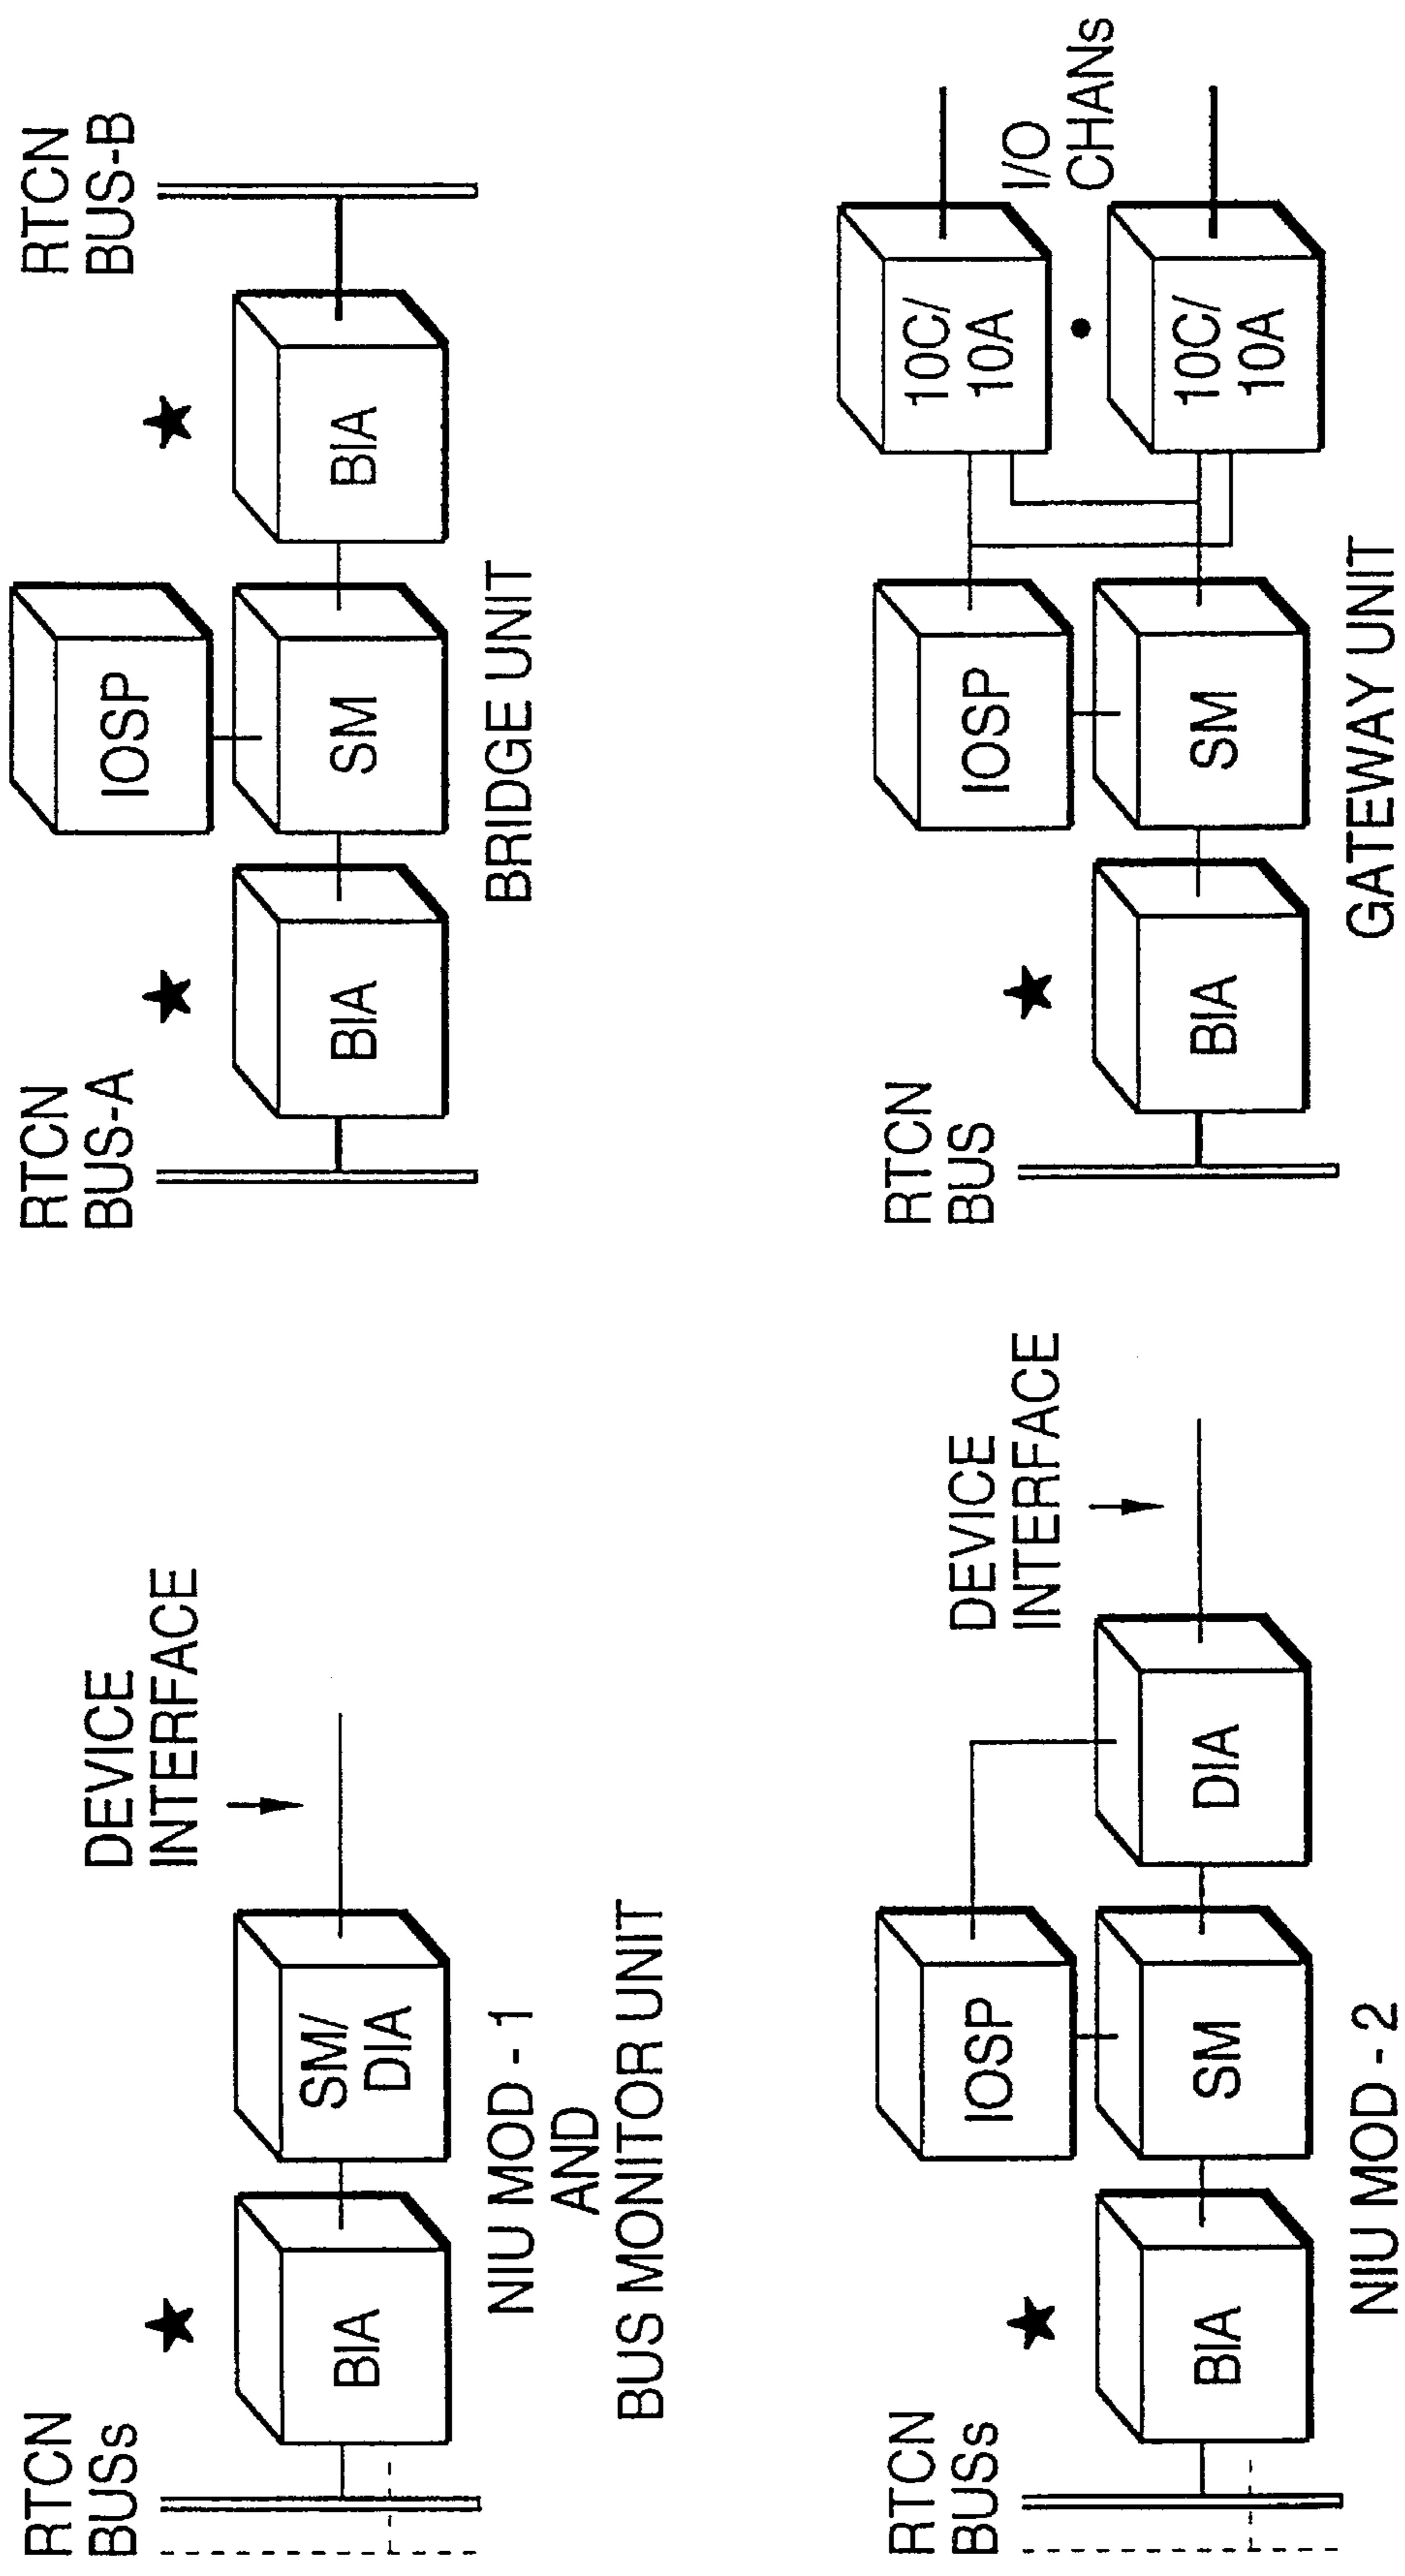 RTCN
BUSs
DEVICE
INTERFACE
BIA
SM/
DIA
NIU MOD - 1
AND
BUS MONITOR UNIT
RTCN
BUS-A
RTCN
BUS-B
IOSP
BIA
SM
BIA
BRIDGE UNIT
RTCN
BUSs
DEVICE
INTERFACE
IOSP
BIA
SM
DIA
NIU MOD - 2
RTCN
BUS
IOSP
10C/
10A
I/O
CHANs
BIA
SM
10C/
10A
GATEWAY UNIT